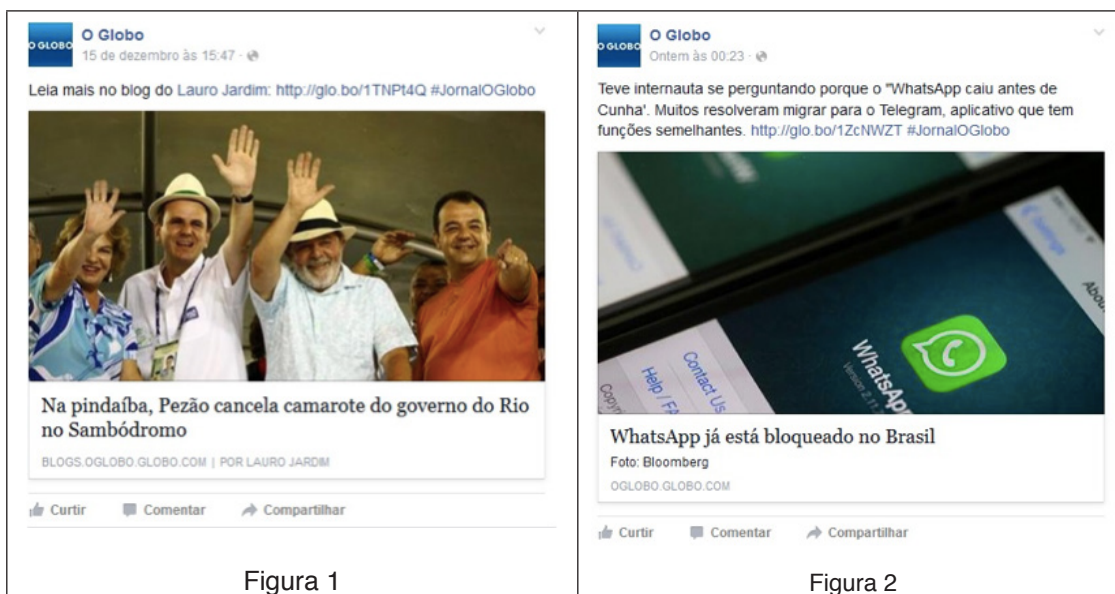 O GLOBO
O Globo
15 de dezembro às 15:47 ·
Leia mais no blog do Lauro Jardim: http://glo.bo/1TNPt4Q #JornalOGlobo
Na pindaíba, Pezão cancela camarote do governo do Rio
no Sambódromo
BLOGS.OGLOBO.GLOBO.COM | POR LAURO JARDIM
Curtir Comentar Compartilhar
Figura 1
O GLOBO
O Globo
Ontem às 00:23 ·
Teve internauta se perguntando porque o "WhatsApp caiu antes de
Cunha'. Muitos resolveram migrar para o Telegram, aplicativo que tem
funções semelhantes. http://glo.bo/1ZcNWZT #JornalOGlobo
Settings
About
Contact Us
Help / FA
WhatsApp
WhatsApp já está bloqueado no Brasil
Foto: Bloomberg
OGLOBO.GLOBO.COM
Curtir Comentar Compartilhar
Figura 2